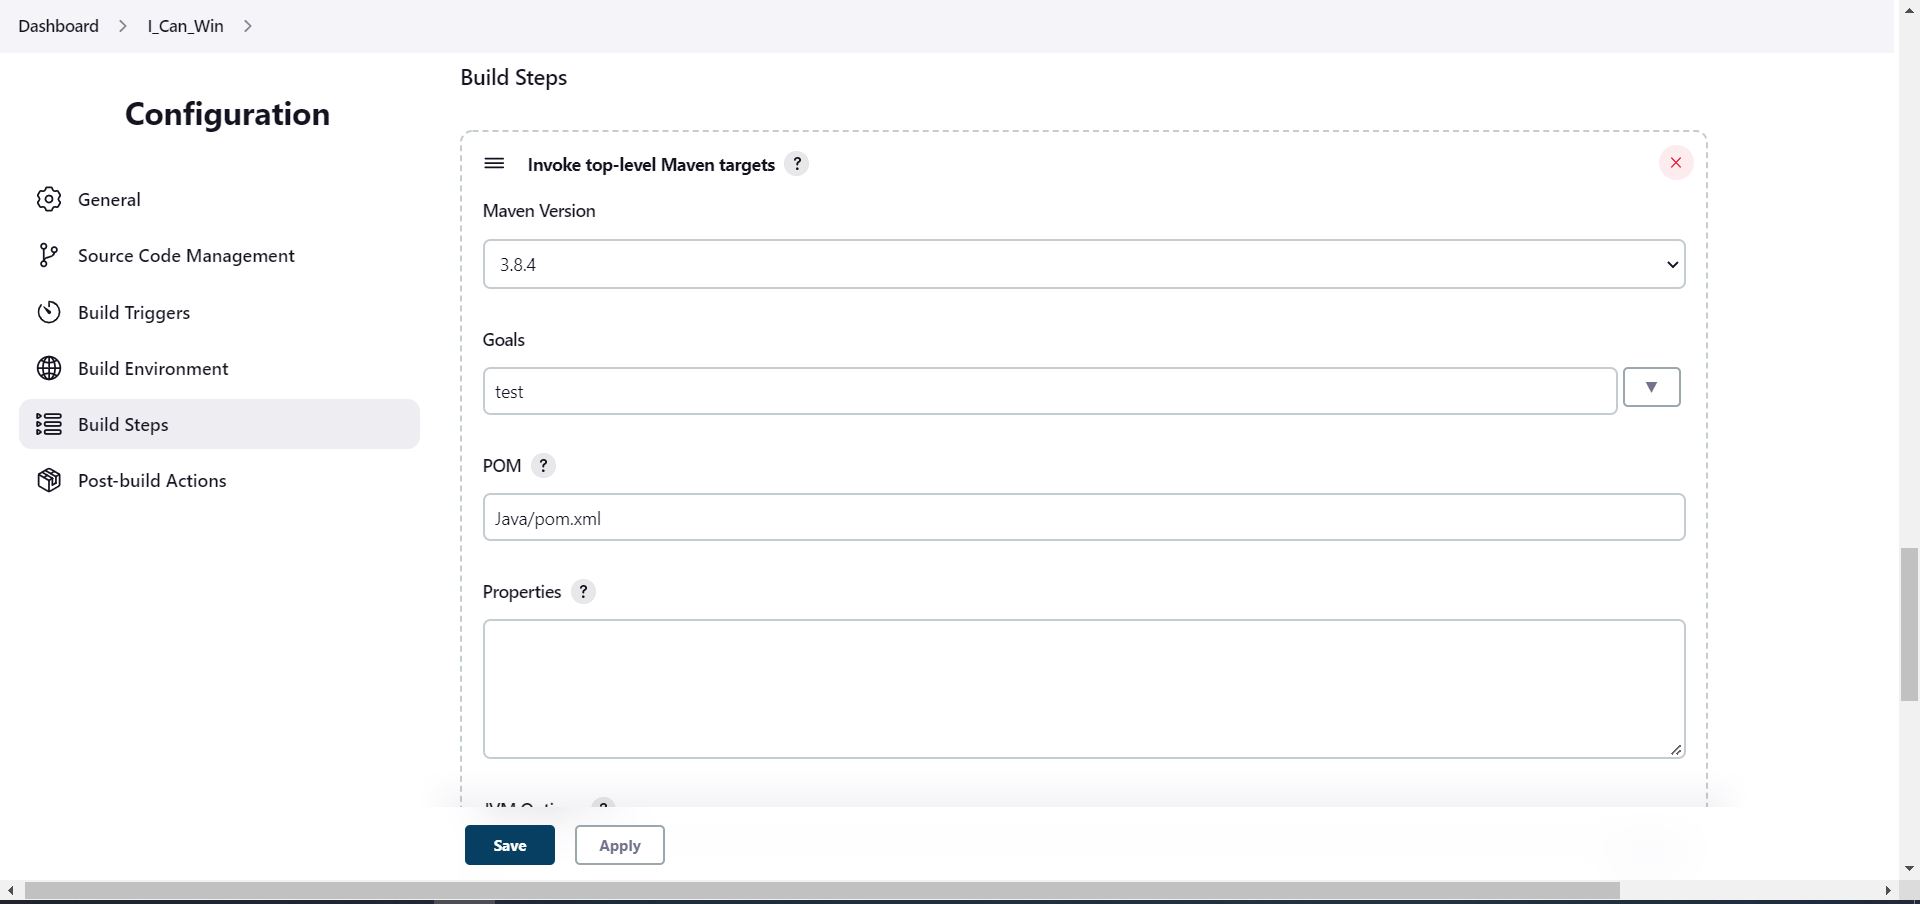 Dashboard > I_Can_Win >
Configuration
General
Source Code Management
Build Triggers
Build Environment
Build Steps
Post-build Actions
Build Steps
Invoke top-level Maven targets ?
Maven Version
3.8.4
Goals
test
POM ?
Java/pom.xml
Properties ?
Save Apply